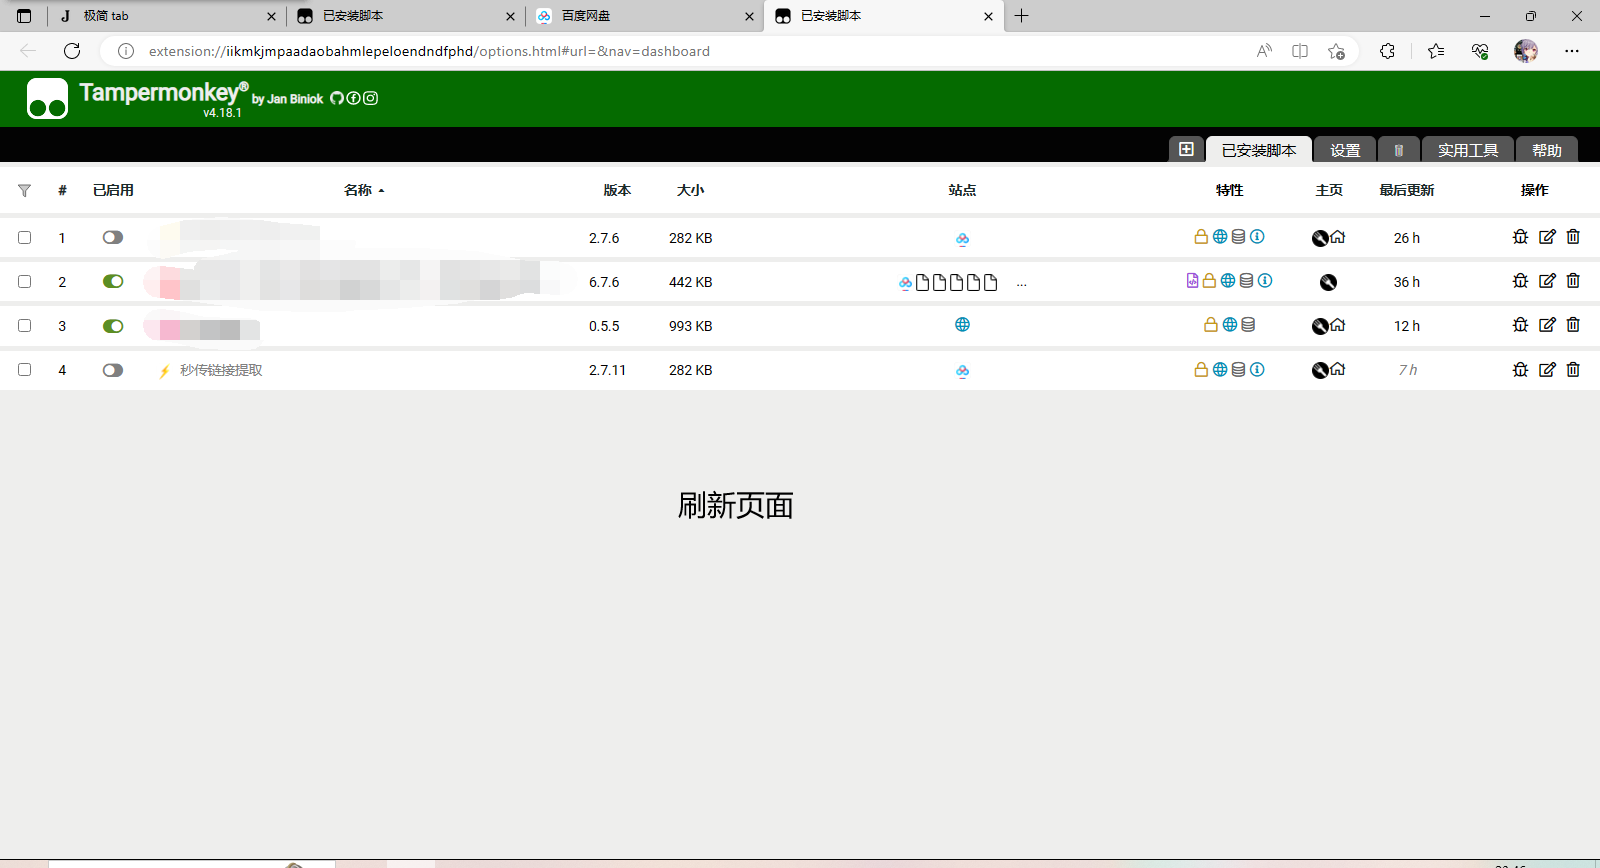 极简 tab
已安装脚本
百度网盘
已安装脚本
extension://iikmkjmpaadaobahmlepeloendndfphd/options.html#url=&nav=dashboard
Tampermonkey® by Jan Biniok
v4.18.1
已安装脚本 设置 实用工具 帮助
# 已启用 名称 版本 大小 站点 特性 主页 最后更新 操作
1 2.7.6 282 KB 26 h
2 6.7.6 442 KB ... 36 h
3 0.5.5 993 KB 12 h
4 ⚡ 秒传链接提取 2.7.11 282 KB 7 h
刷新页面